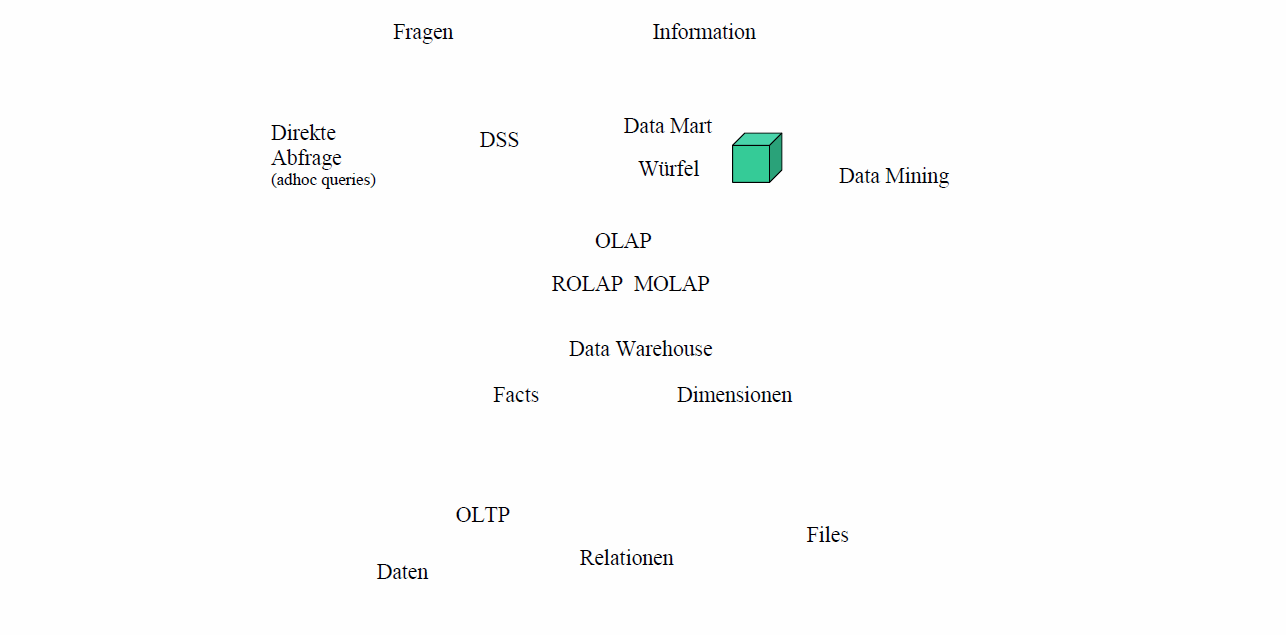 Fragen
Information
Direkte
Abfrage
(adhoc queries)
DSS
Data Mart
Würfel
Data Mining
OLAP
ROLAP MOLAP
Data Warehouse
Facts
Dimensionen
OLTP
Files
Relationen
Daten